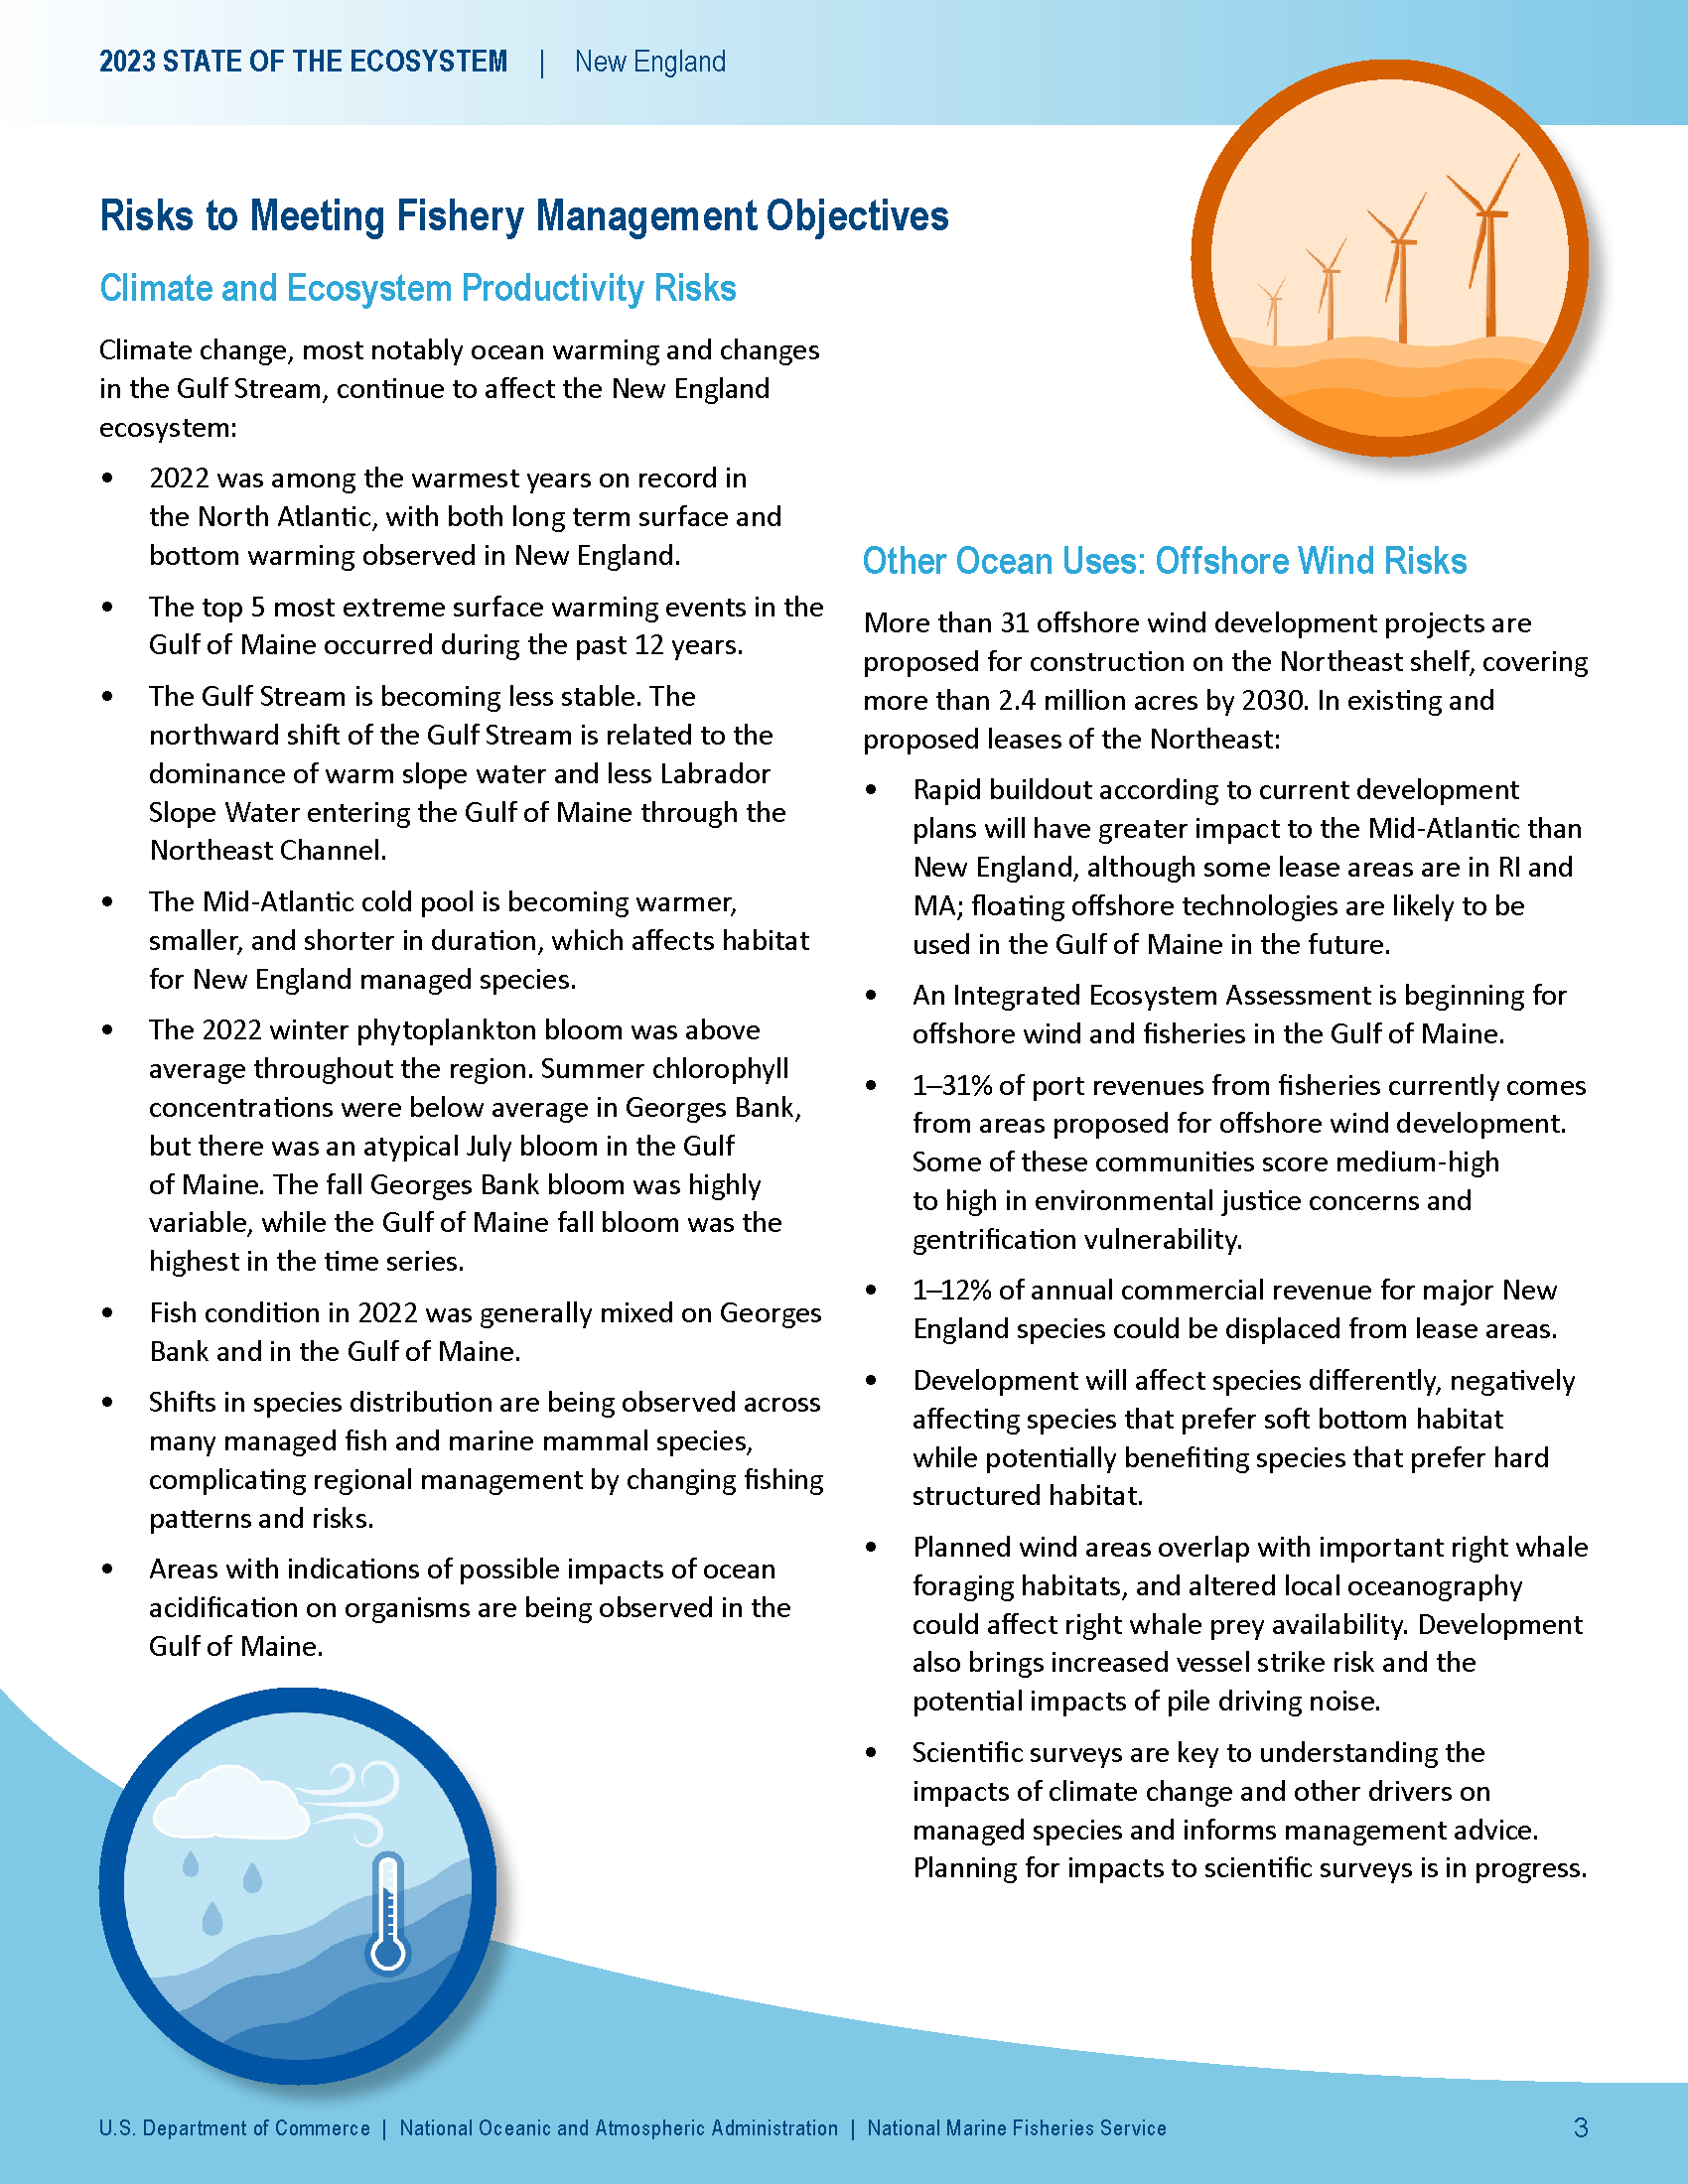 2023 STATE OF THE ECOSYSTEM | New England
Risks to Meeting Fishery Management Objectives
Climate and Ecosystem Productivity Risks
Climate change, most notably ocean warming and changes
in the Gulf Stream, continue to affect the New England
ecosystem:
• 2022 was among the warmest years on record in
the North Atlantic, with both long term surface and
bottom warming observed in New England.
• The top 5 most extreme surface warming events in the
Gulf of Maine occurred during the past 12 years.
• The Gulf Stream is becoming less stable. The
northward shift of the Gulf Stream is related to the
dominance of warm slope water and less Labrador
Slope Water entering the Gulf of Maine through the
Northeast Channel.
• The Mid-Atlantic cold pool is becoming warmer,
smaller, and shorter in duration, which affects habitat
for New England managed species.
• The 2022 winter phytoplankton bloom was above
average throughout the region. Summer chlorophyll
concentrations were below average in Georges Bank,
but there was an atypical July bloom in the Gulf
of Maine. The fall Georges Bank bloom was highly
variable, while the Gulf of Maine fall bloom was the
highest in the time series.
• Fish condition in 2022 was generally mixed on Georges
Bank and in the Gulf of Maine.
• Shifts in species distribution are being observed across
many managed fish and marine mammal species,
complicating regional management by changing fishing
patterns and risks.
• Areas with indications of possible impacts of ocean
acidification on organisms are being observed in the
Gulf of Maine.
Other Ocean Uses: Offshore Wind Risks
More than 31 offshore wind development projects are
proposed for construction on the Northeast shelf, covering
more than 2.4 million acres by 2030. In existing and
proposed leases of the Northeast:
• Rapid buildout according to current development
plans will have greater impact to the Mid-Atlantic than
New England, although some lease areas are in RI and
MA; floating offshore technologies are likely to be
used in the Gulf of Maine in the future.
• An Integrated Ecosystem Assessment is beginning for
offshore wind and fisheries in the Gulf of Maine.
• 1–31% of port revenues from fisheries currently comes
from areas proposed for offshore wind development.
Some of these communities score medium-high
to high in environmental justice concerns and
gentrification vulnerability.
• 1–12% of annual commercial revenue for major New
England species could be displaced from lease areas.
• Development will affect species differently, negatively
affecting species that prefer soft bottom habitat
while potentially benefiting species that prefer hard
structured habitat.
• Planned wind areas overlap with important right whale
foraging habitats, and altered local oceanography
could affect right whale prey availability. Development
also brings increased vessel strike risk and the
potential impacts of pile driving noise.
• Scientific surveys are key to understanding the
impacts of climate change and other drivers on
managed species and informs management advice.
Planning for impacts to scientific surveys is in progress.
U.S. Department of Commerce | National Oceanic and Atmospheric Administration | National Marine Fisheries Service 3